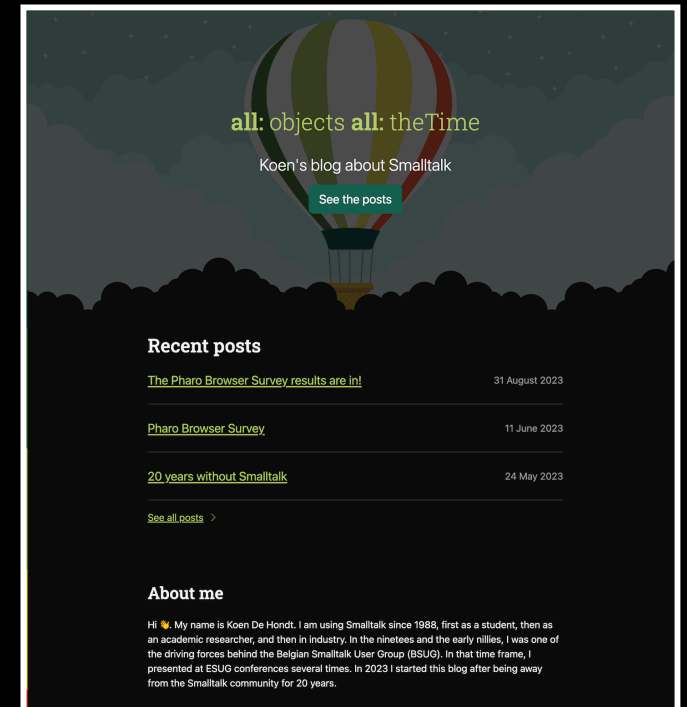 all: objects all: theTime
Koen's blog about Smalltalk
See the posts
Recent posts
The Pharo Browser Survey results are in! 31 August 2023
Pharo Browser Survey 11 June 2023
20 years without Smalltalk 24 May 2023
See all posts >
About me
Hi 👋. My name is Koen De Hondt. I am using Smalltalk since 1988, first as a student, then as
an academic researcher, and then in industry. In the ninetees and the early nillies, I was one of
the driving forces behind the Belgian Smalltalk User Group (BSUG). In that time frame, I
presented at ESUG conferences several times. In 2023 I started this blog after being away
from the Smalltalk community for 20 years.